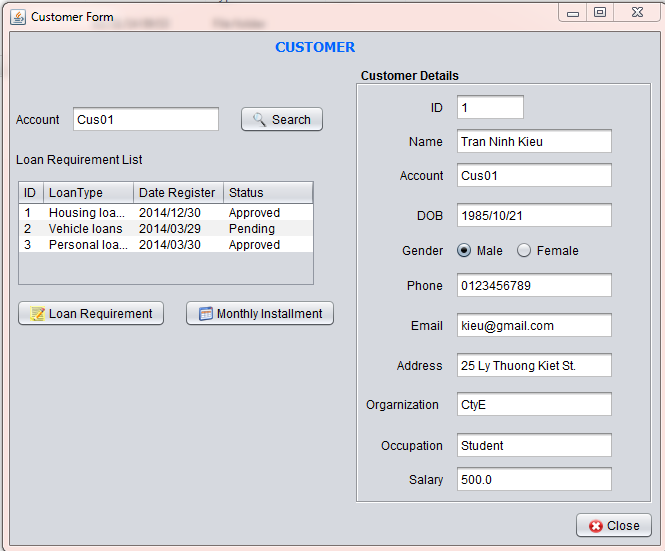 Customer Form
CUSTOMER
Account Cus01 Search
Loan Requirement List
ID LoanType Date Register Status
1 Housing loa... 2014/12/30 Approved
2 Vehicle loans 2014/03/29 Pending
3 Personal loa... 2014/03/30 Approved
Loan Requirement Monthly Installment
Customer Details
ID 1
Name Tran Ninh Kieu
Account Cus01
DOB 1985/10/21
Gender Male Female
Phone 0123456789
Email kieu@gmail.com
Address 25 Ly Thuong Kiet St.
Orgarnization CtyE
Occupation Student
Salary 500.0
Close